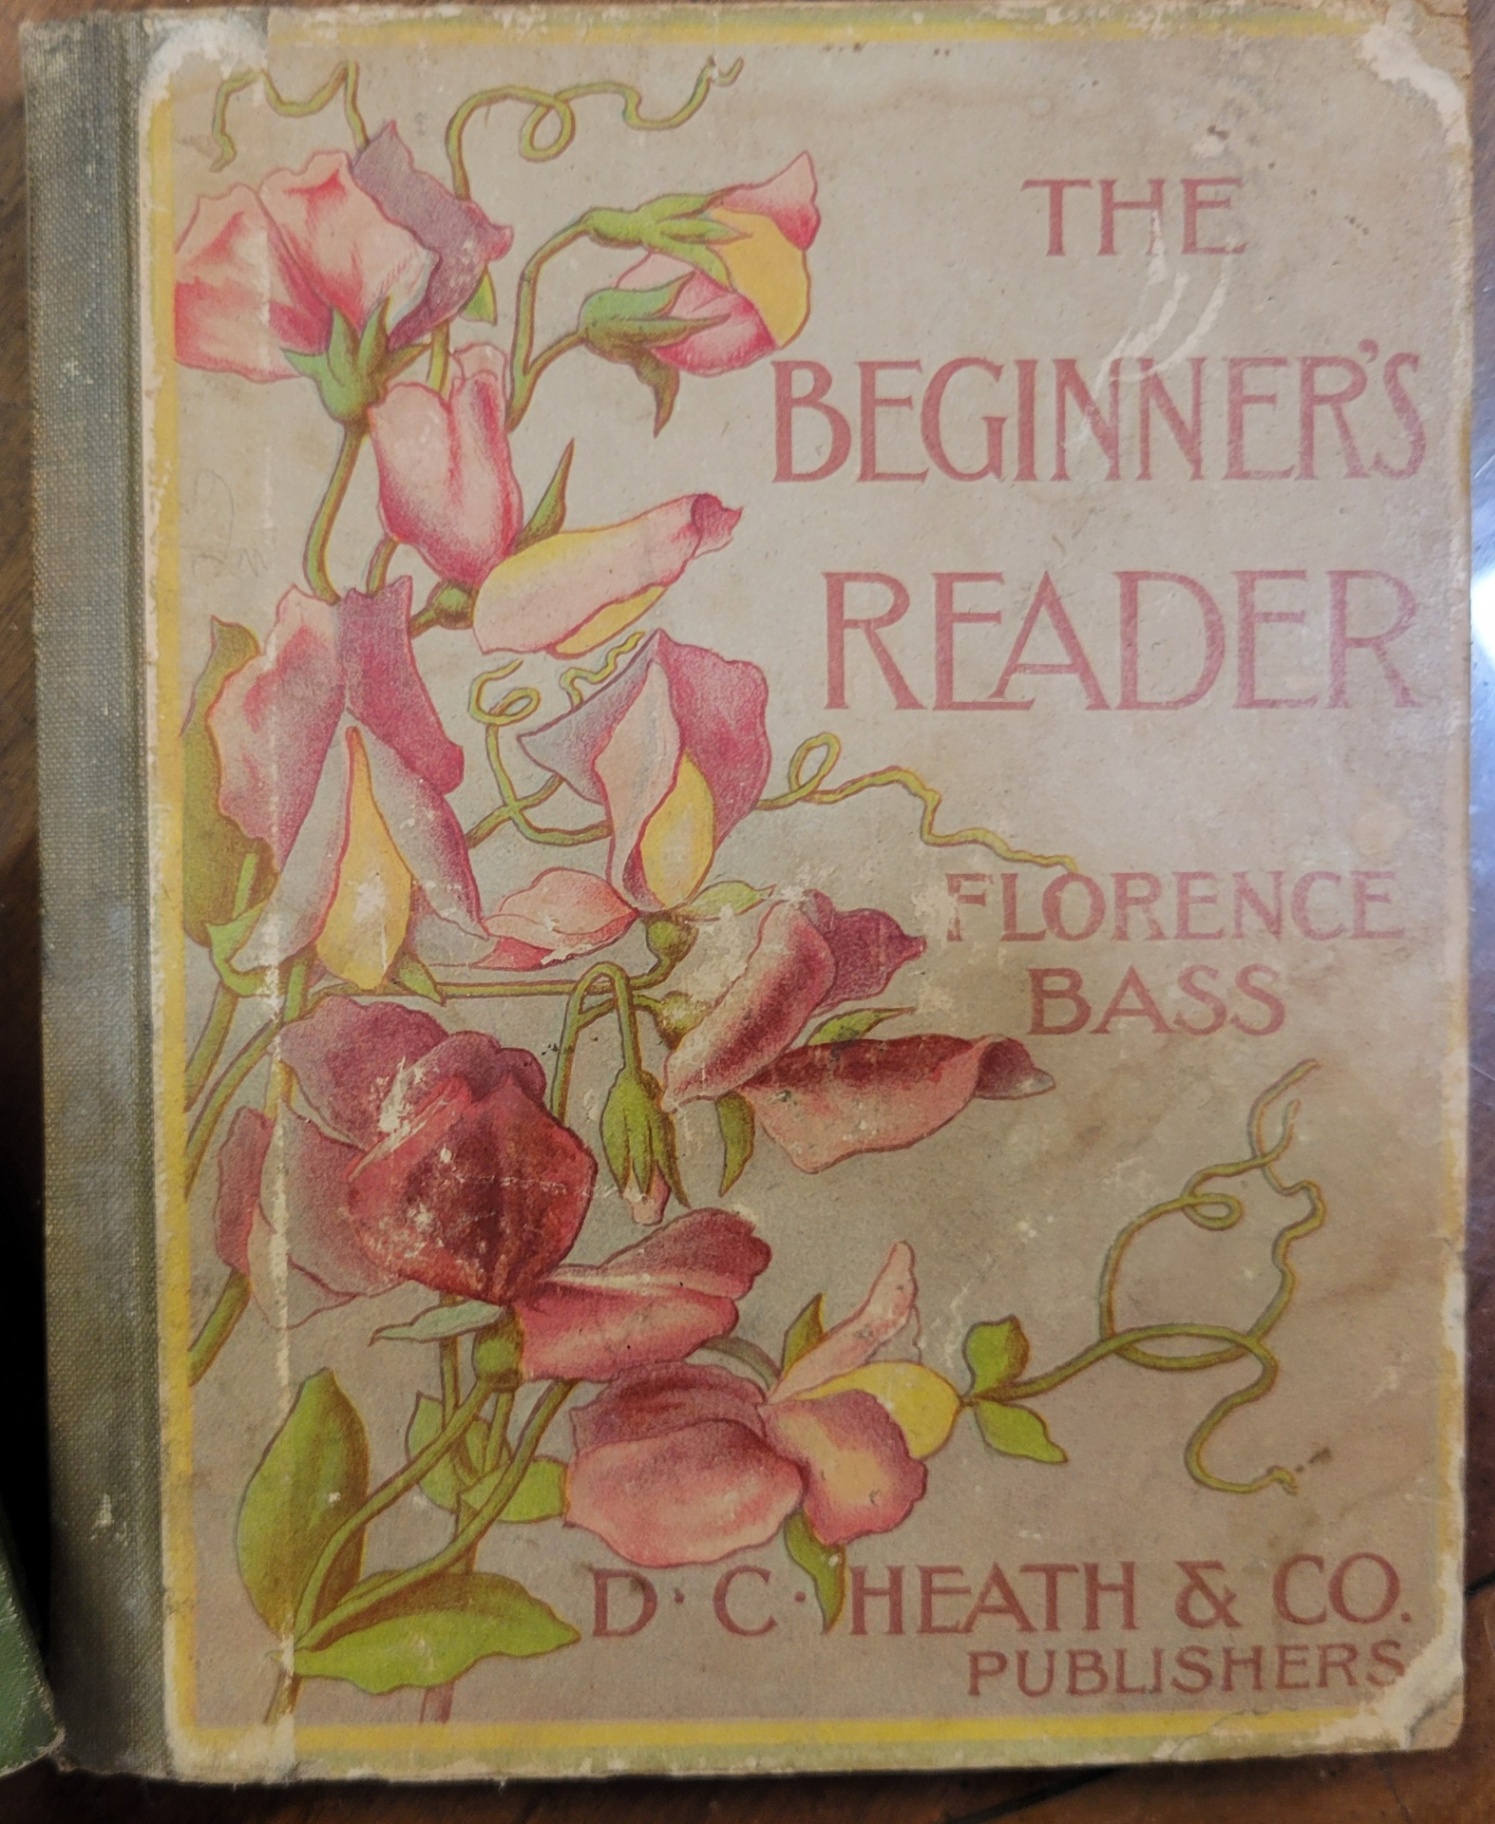 THE
BEGINNER'S
READER
FLORENCE
BASS
D·C·HEATH & CO.
PUBLISHERS